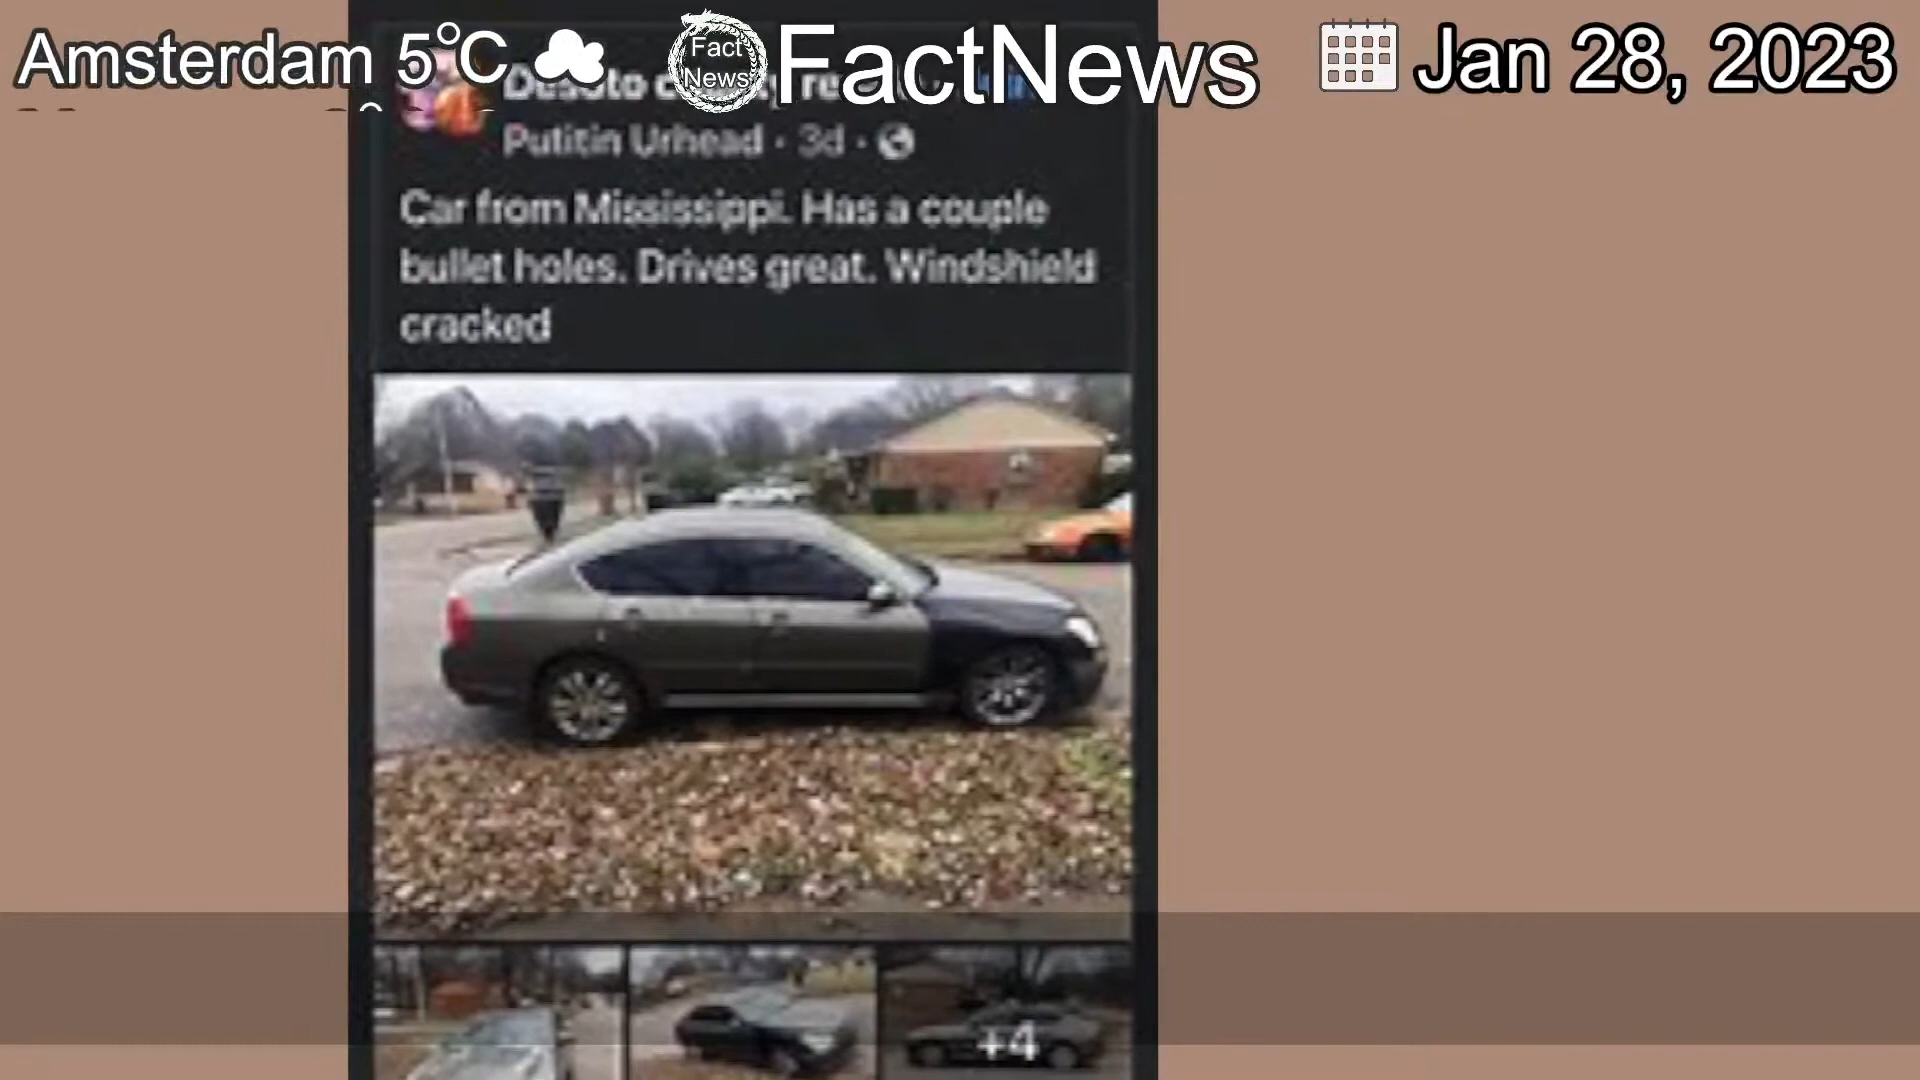 Amsterdam 5°C
Fact
News
FactNews
Jan 28, 2023
Desoto
Putitin Urhead · 3d ·
Car from Mississippi. Has a couple
bullet holes. Drives great. Windshield
cracked
+4